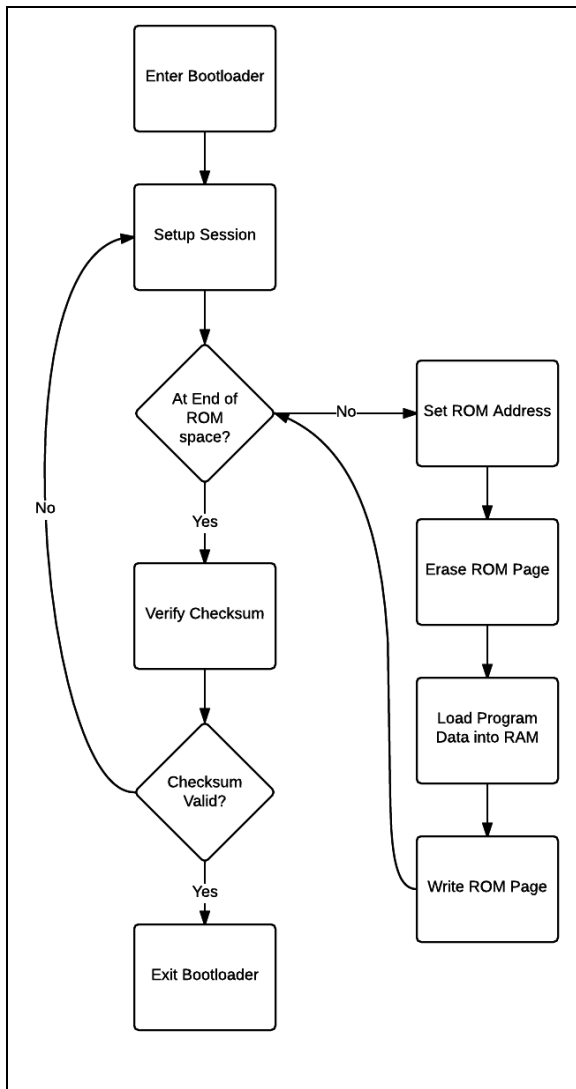 Enter Bootloader
Setup Session
At End of
ROM
space?
No
Set ROM Address
Erase ROM Page
Load Program
Data into RAM
Write ROM Page
Yes
Verify Checksum
Checksum
Valid?
No
Yes
Exit Bootloader